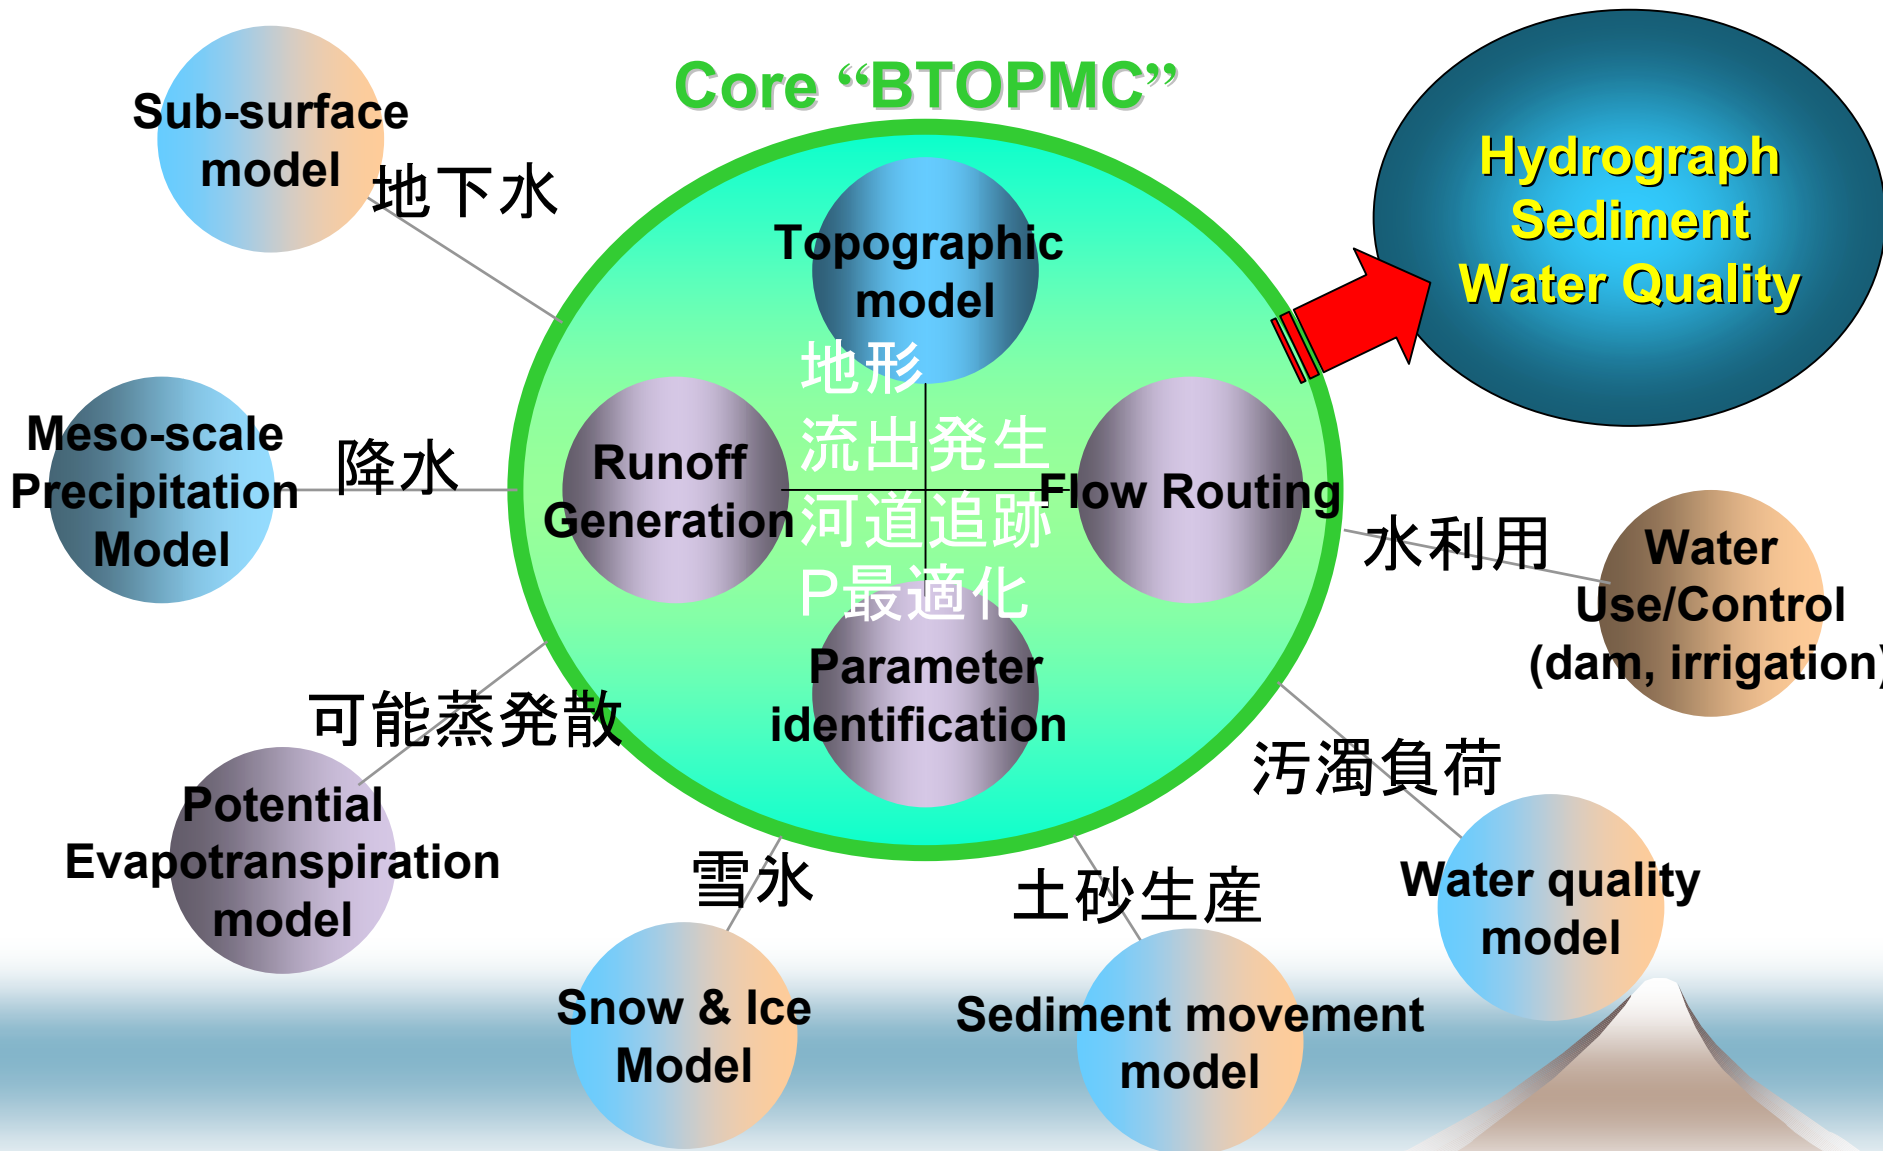 Core “BTOPMC”
Sub-surface
model
地下水
Hydrograph
Sediment
Water Quality
Topographic
model
地形
流出発生
河道追跡
P最適化
Meso-scale
Precipitation
Model
降水
Runoff
Generation
Flow Routing
水利用
Water
Use/Control
(dam, irrigation)
Parameter
identification
可能蒸発散
Potential
Evapotranspiration
model
汚濁負荷
Water quality
model
雪氷
Snow & Ice
Model
土砂生産
Sediment movement
model